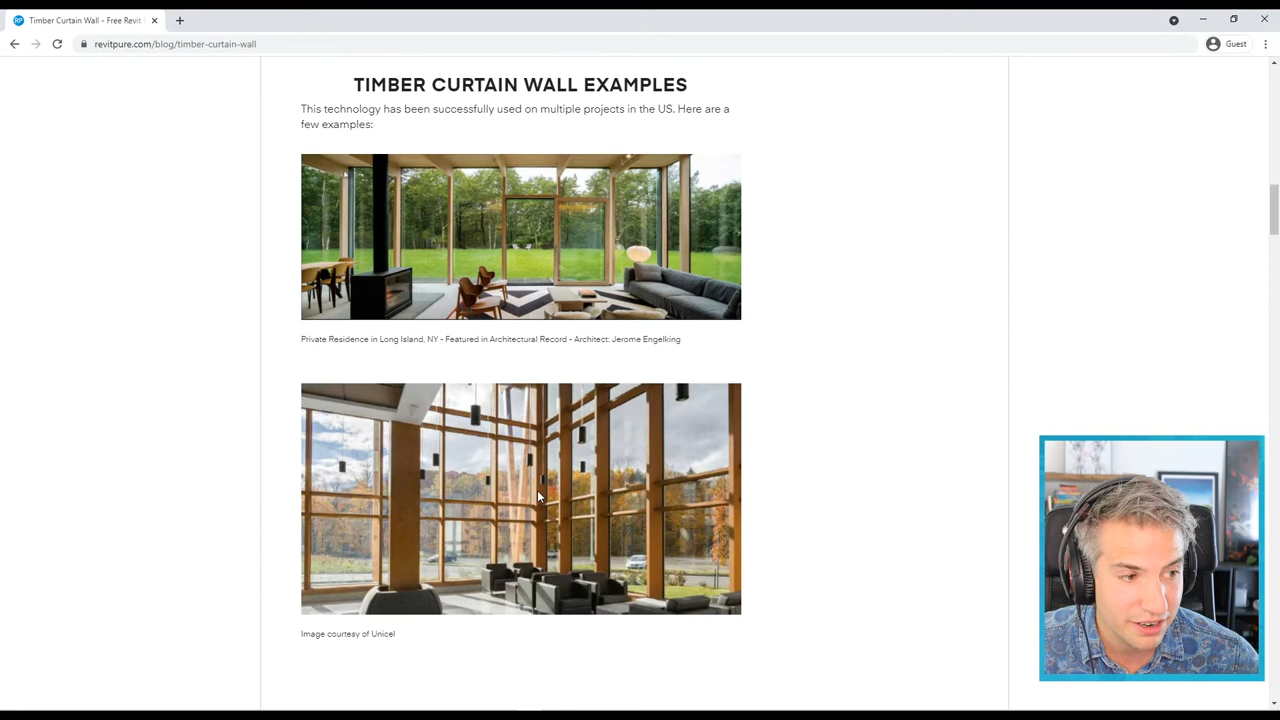 Timber Curtain Wall - Free Revit
revitpure.com/blog/timber-curtain-wall
Guest
TIMBER CURTAIN WALL EXAMPLES
This technology has been successfully used on multiple projects in the US. Here are a
few examples:
Private Residence in Long Island, NY - Featured in Architectural Record - Architect: Jerome Engelking
Image courtesy of Unicel